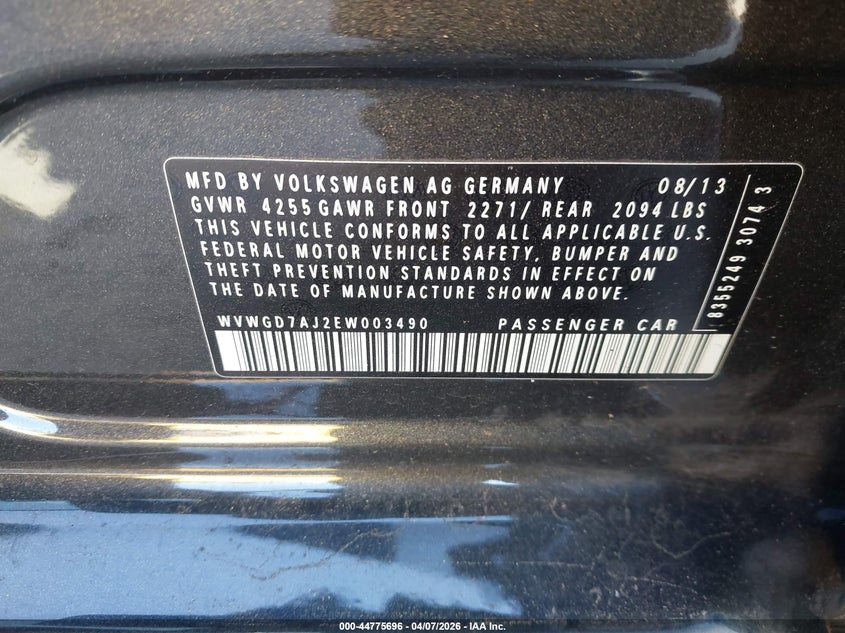 MFD BY VOLKSWAGEN AG GERMANY 08/13
GVWR 4255 GAWR FRONT 2271/ REAR 2094 LBS
THIS VEHICLE CONFORMS TO ALL APPLICABLE U.S.
FEDERAL MOTOR VEHICLE SAFETY, BUMPER AND
THEFT PREVENTION STANDARDS IN EFFECT ON
THE DATE OF MANUFACTURE SHOWN ABOVE.
WVWGD7AJ2EW003490 PASSENGER CAR
8355249 3074 3
000-44775696 - 04/07/2026 - IAA Inc.